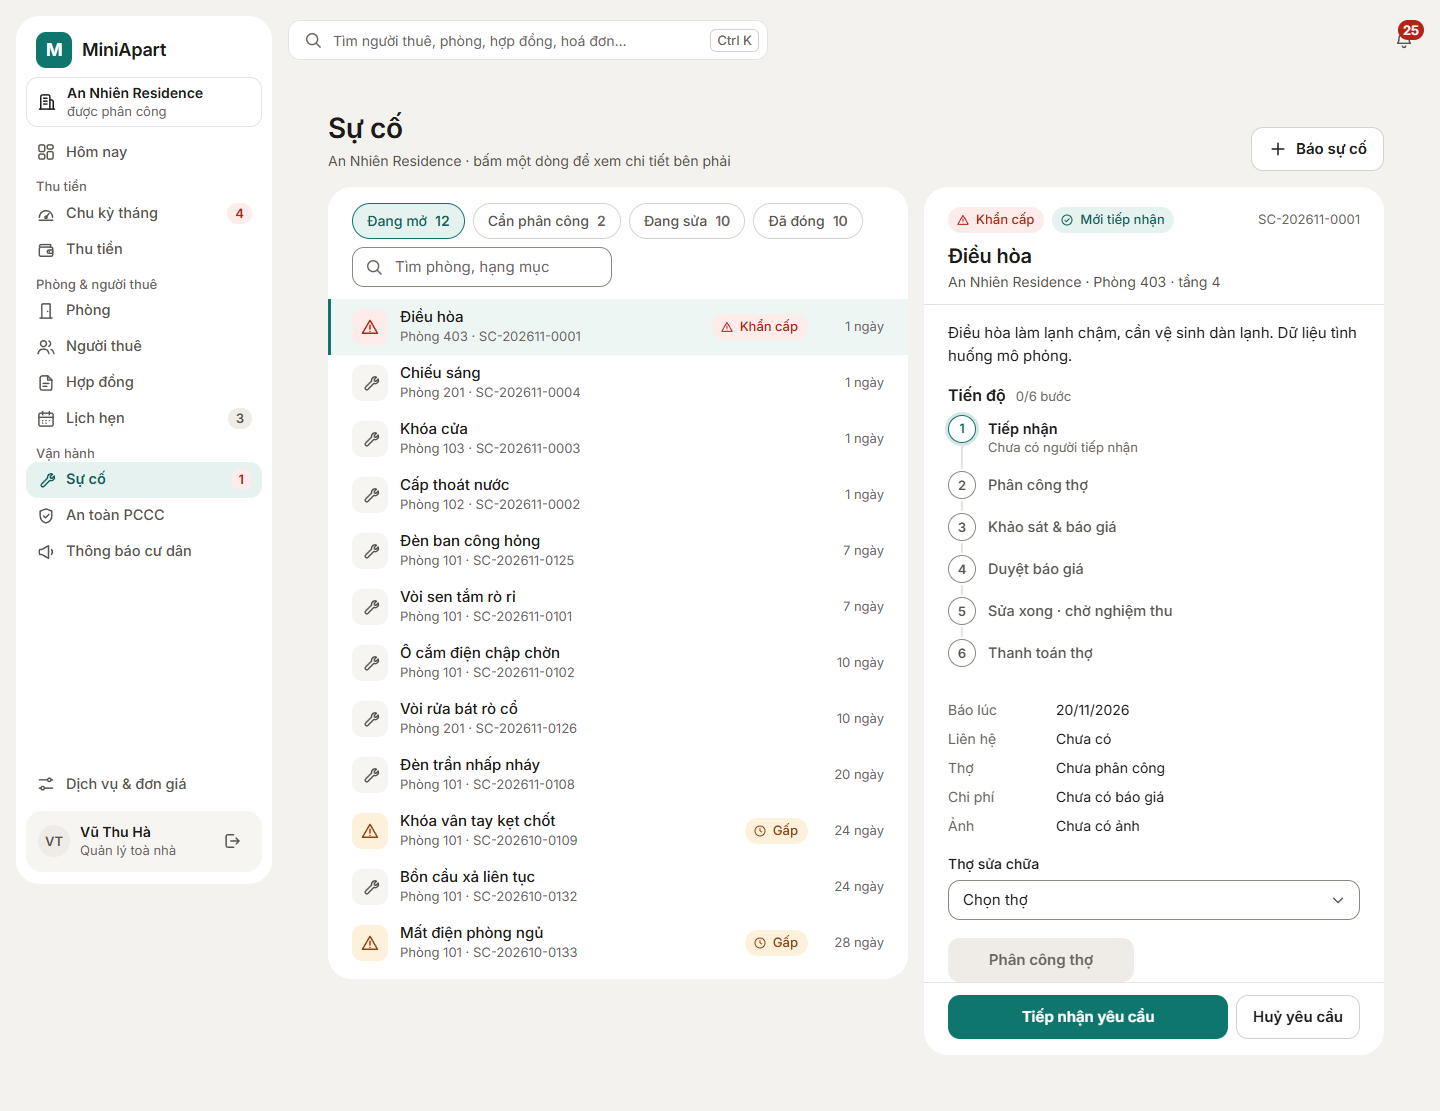 M MiniApart
An Nhiên Residence
được phân công
Hôm nay
Thu tiền
Chu kỳ tháng 4
Thu tiền
Phòng & người thuê
Phòng
Người thuê
Hợp đồng
Lịch hẹn 3
Vận hành
Sự cố 1
An toàn PCCC
Thông báo cư dân
Dịch vụ & đơn giá
VT Vũ Thu Hà
Quản lý toà nhà
Tìm người thuê, phòng, hợp đồng, hoá đơn... Ctrl K
25
Sự cố
An Nhiên Residence · bấm một dòng để xem chi tiết bên phải
Báo sự cố
Đang mở 12 Cần phân công 2 Đang sửa 10 Đã đóng 10
Tìm phòng, hạng mục
Điều hòa
Phòng 403 · SC-202611-0001
Khẩn cấp 1 ngày
Chiếu sáng
Phòng 201 · SC-202611-0004
1 ngày
Khóa cửa
Phòng 103 · SC-202611-0003
1 ngày
Cấp thoát nước
Phòng 102 · SC-202611-0002
1 ngày
Đèn ban công hỏng
Phòng 101 · SC-202611-0125
7 ngày
Vòi sen tắm rò rỉ
Phòng 101 · SC-202611-0101
7 ngày
Ổ cắm điện chập chờn
Phòng 101 · SC-202611-0102
10 ngày
Vòi rửa bát rò cổ
Phòng 201 · SC-202611-0126
10 ngày
Đèn trần nhấp nháy
Phòng 101 · SC-202611-0108
20 ngày
Khóa vân tay kẹt chốt
Phòng 101 · SC-202610-0109
Gấp 24 ngày
Bồn cầu xả liên tục
Phòng 101 · SC-202610-0132
24 ngày
Mất điện phòng ngủ
Phòng 101 · SC-202610-0133
Gấp 28 ngày
Khẩn cấp Mới tiếp nhận SC-202611-0001
Điều hòa
An Nhiên Residence · Phòng 403 · tầng 4
Điều hòa làm lạnh chậm, cần vệ sinh dàn lạnh. Dữ liệu tình
huống mô phỏng.
Tiến độ 0/6 bước
1 Tiếp nhận
Chưa có người tiếp nhận
2 Phân công thợ
3 Khảo sát & báo giá
4 Duyệt báo giá
5 Sửa xong · chờ nghiệm thu
6 Thanh toán thợ
Báo lúc 20/11/2026
Liên hệ Chưa có
Thợ Chưa phân công
Chi phí Chưa có báo giá
Ảnh Chưa có ảnh
Thợ sửa chữa
Chọn thợ
Phân công thợ
Tiếp nhận yêu cầu Huỷ yêu cầu